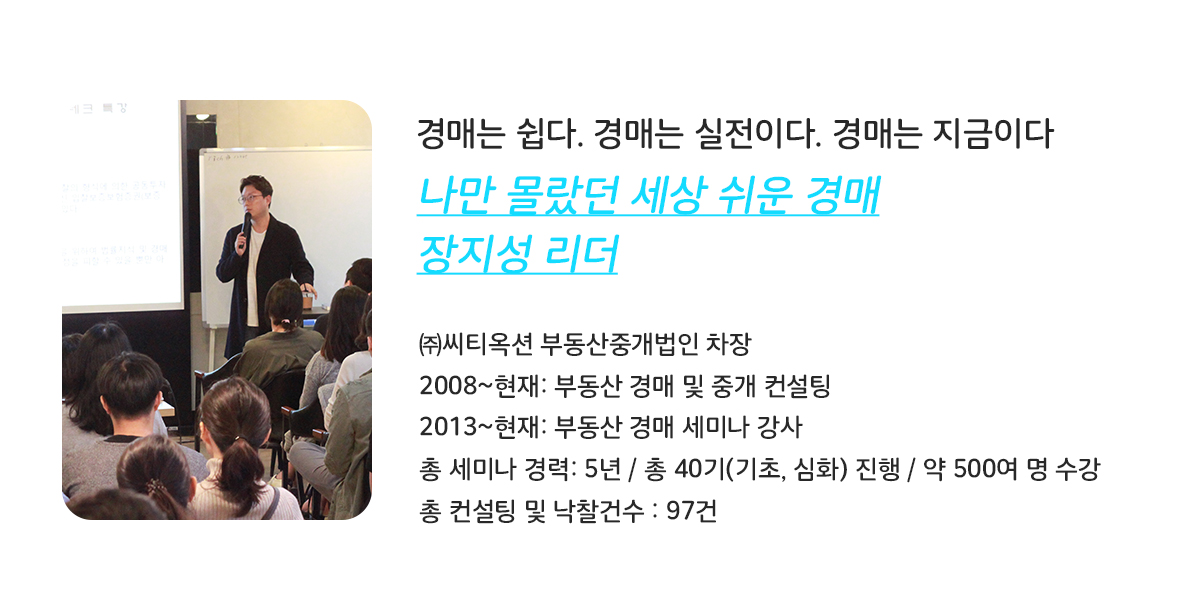 경매는 쉽다. 경매는 실전이다. 경매는 지금이다
나만 몰랐던 세상 쉬운 경매
장지성 리더
㈜씨티옥션 부동산중개법인 차장
2008~현재: 부동산 경매 및 중개 컨설팅
2013~현재: 부동산 경매 세미나 강사
총 세미나 경력: 5년 / 총 40기(기초, 심화) 진행 / 약 500여 명 수강
총 컨설팅 및 낙찰건수 : 97건